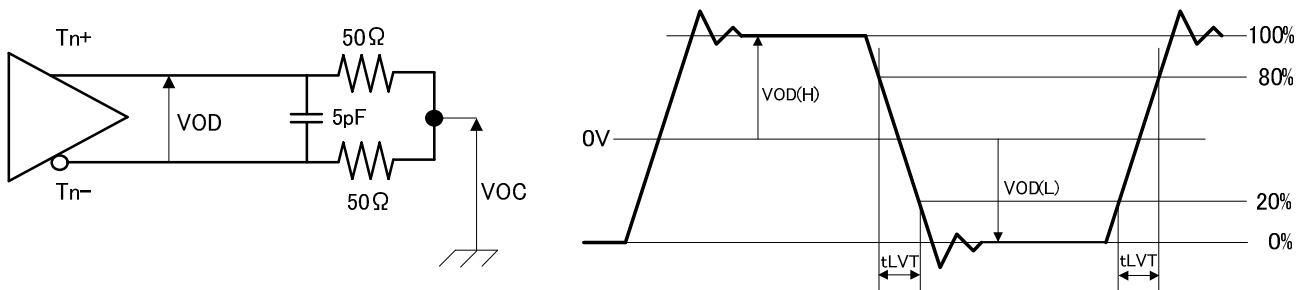 Tn+
50Ω
VOD
5pF
Tn-
50Ω
VOC
100%
80%
VOD(H)
0V
VOD(L)
20%
0%
tLVT
tLVT